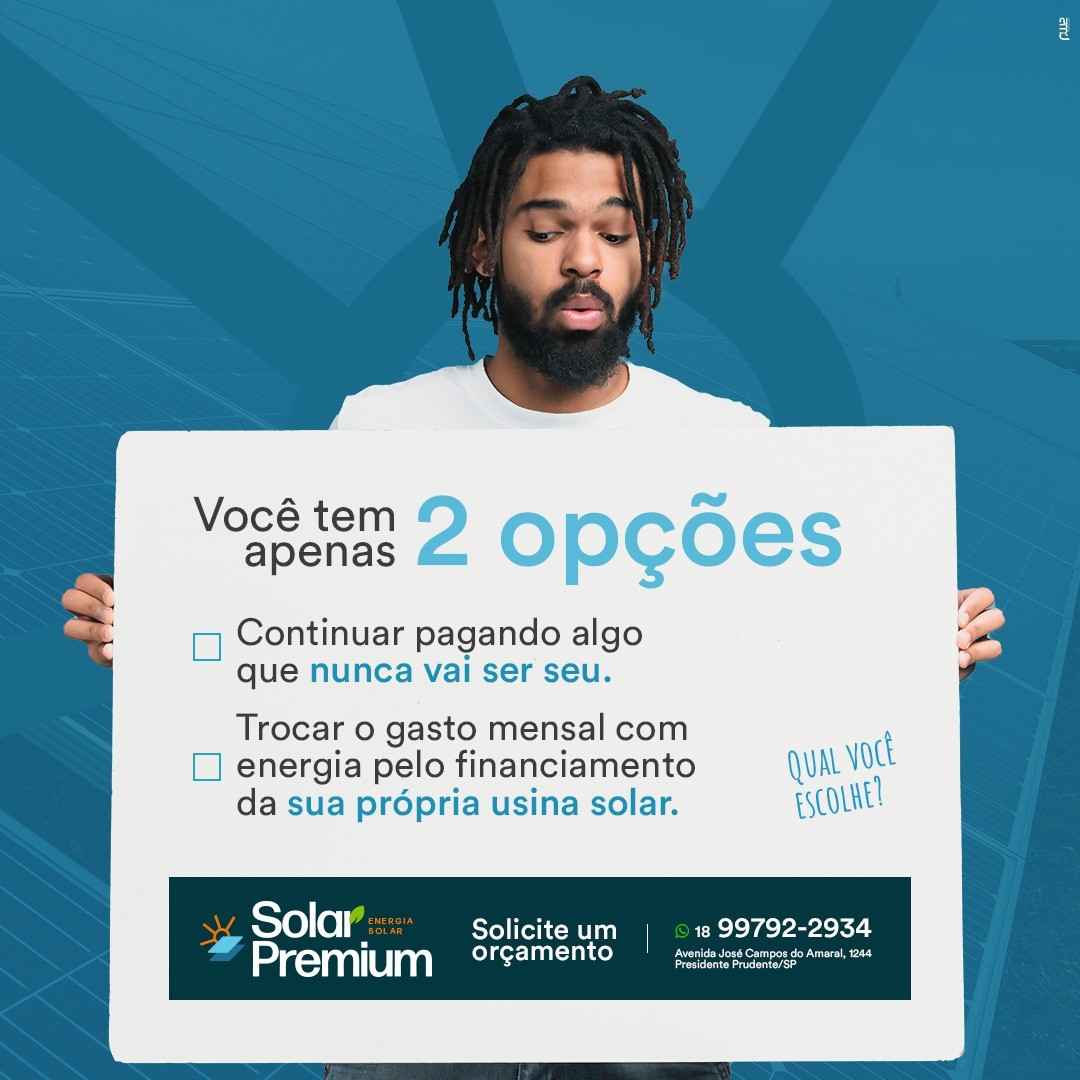 Você tem
apenas
2 opções
Continuar pagando algo
que nunca vai ser seu.
Trocar o gasto mensal com
energia pelo financiamento
da sua própria usina solar.
QUAL VOCÊ
ESCOLHE?
Solar
ENERGIA
SOLAR
Premium
Solicite um
orçamento
18 99792-2934
Avenida José Campos do Amaral, 1244
Presidente Prudente/SP